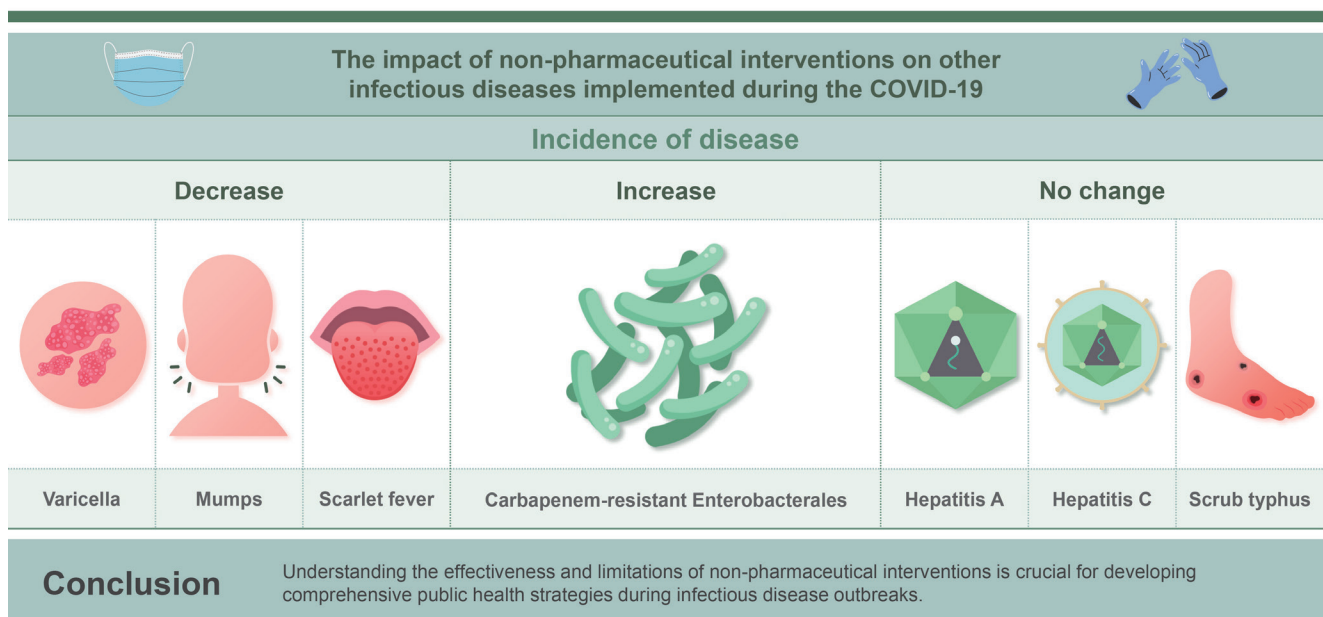 The impact of non-pharmaceutical interventions on other
infectious diseases implemented during the COVID-19
Incidence of disease
Decrease
Increase
No change
Varicella
Mumps
Scarlet fever
Carbapenem-resistant Enterobacterales
Hepatitis A
Hepatitis C
Scrub typhus
Conclusion
Understanding the effectiveness and limitations of non-pharmaceutical interventions is crucial for developing
comprehensive public health strategies during infectious disease outbreaks.